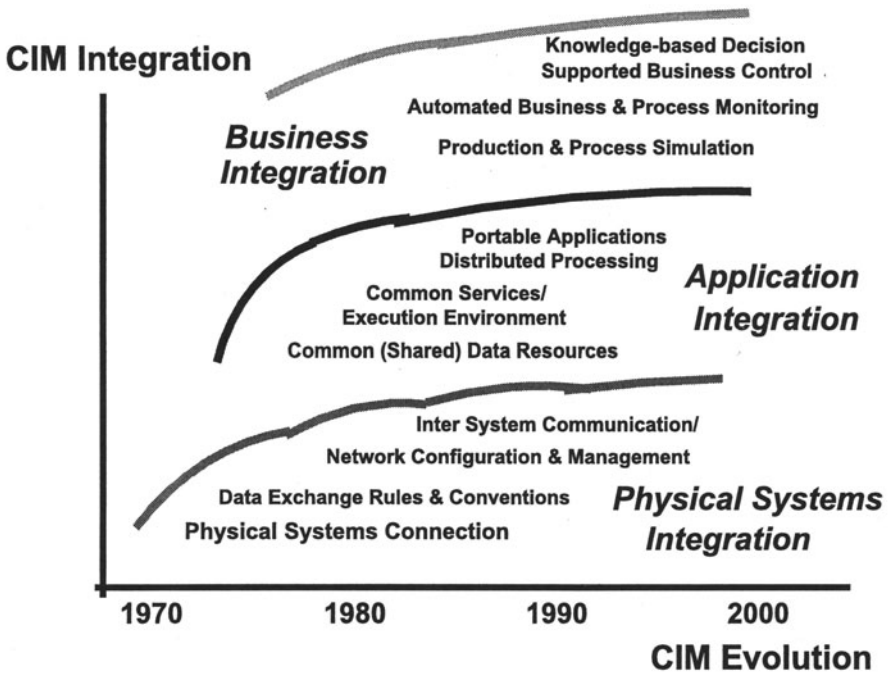 CIM Integration
Knowledge-based Decision
Supported Business Control
Automated Business & Process Monitoring
Business
Integration
Production & Process Simulation
Portable Applications
Distributed Processing
Application
Integration
Common Services/
Execution Environment
Common (Shared) Data Resources
Inter System Communication/
Network Configuration & Management
Data Exchange Rules & Conventions
Physical Systems Connection
Physical Systems
Integration
1970 1980 1990 2000
CIM Evolution